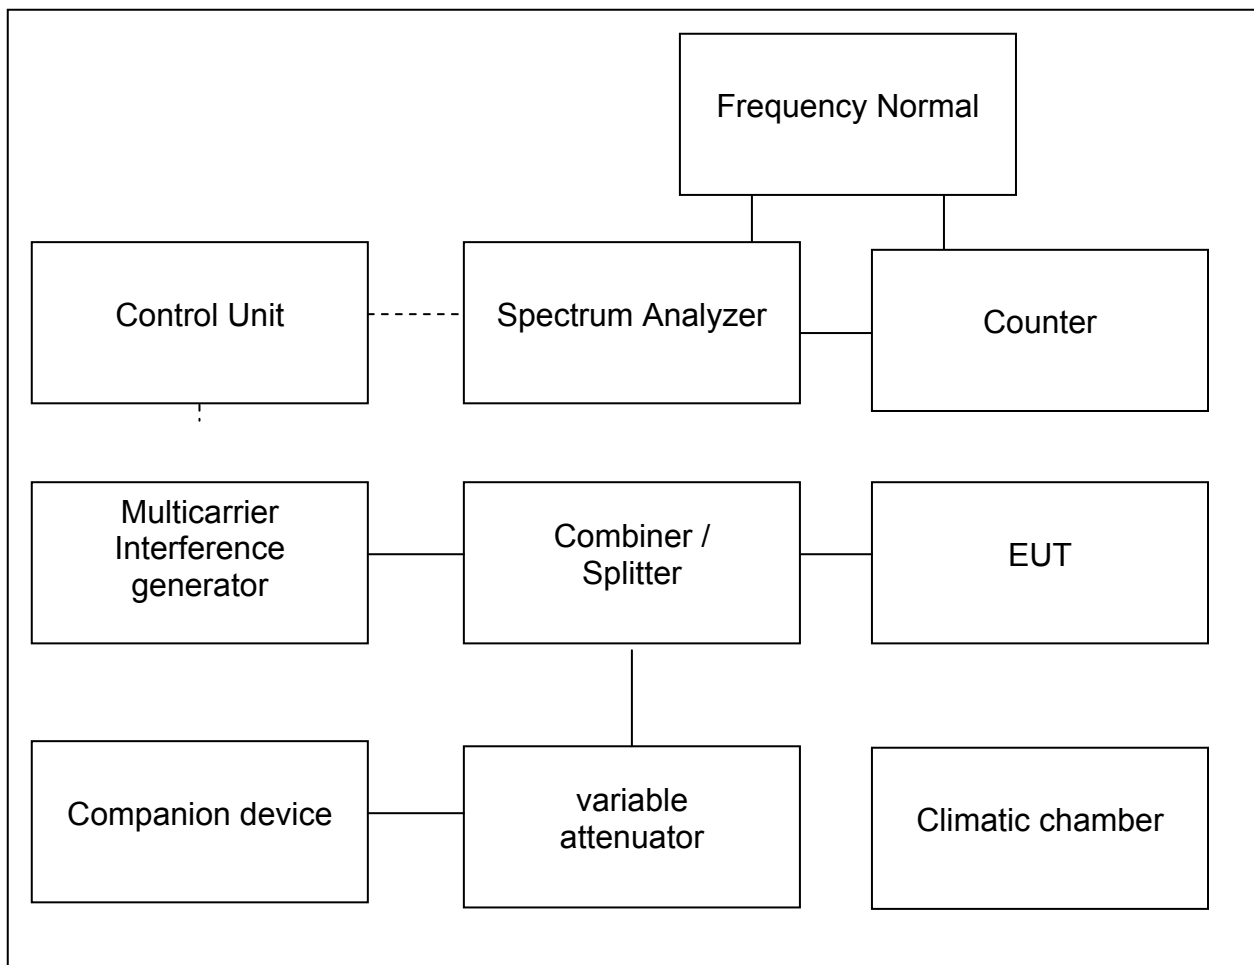 Frequency Normal
Control Unit
Spectrum Analyzer
Counter
Multicarrier
Interference
generator
Combiner /
Splitter
EUT
Companion device
variable
attenuator
Climatic chamber